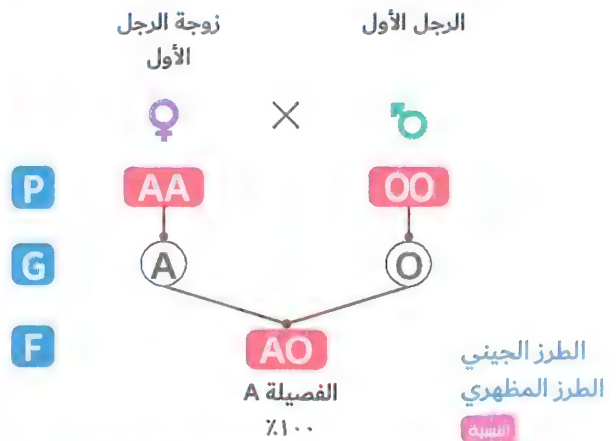 الرجل الأول
زوجة الرجل
الأول
P
AA
OO
G
A
O
F
AO
الطرز الجيني
الفصيلة A
الطرز المظهري
٪١٠٠
النسبة